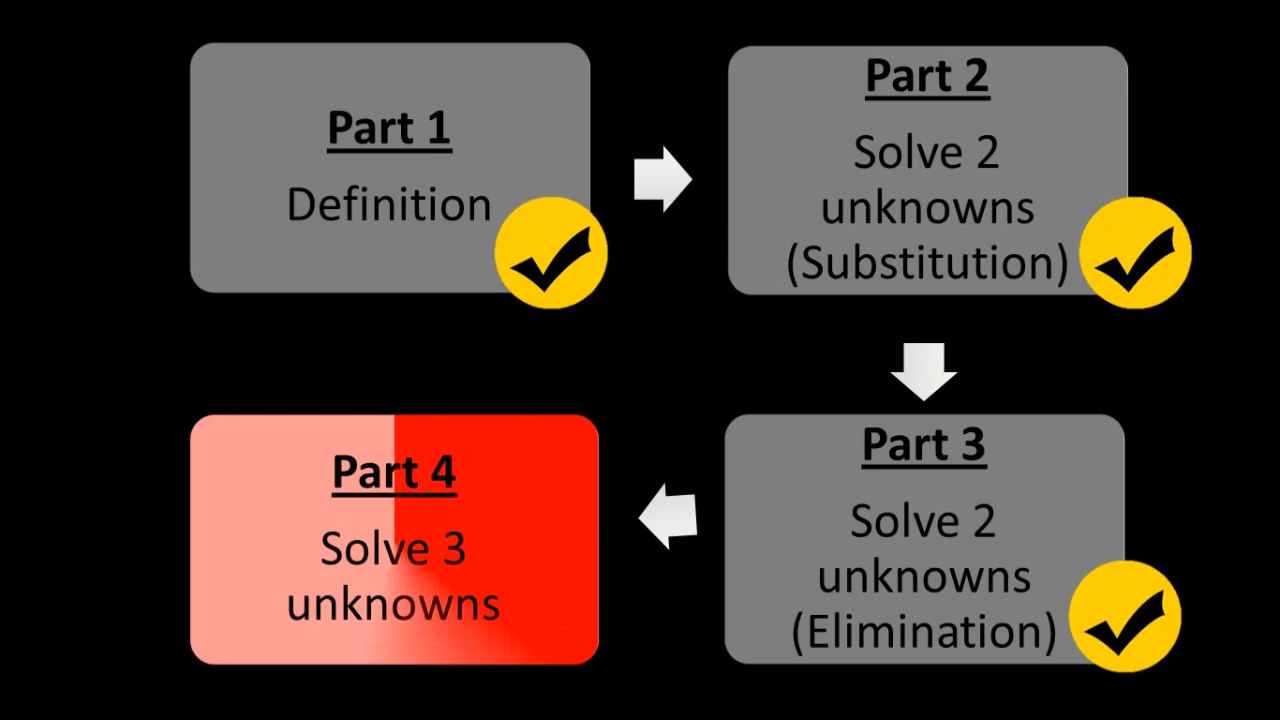 Part 1
Definition
Part 2
Solve 2
unknowns
(Substitution)
Part 3
Solve 2
unknowns
(Elimination)
Part 4
Solve 3
unknowns